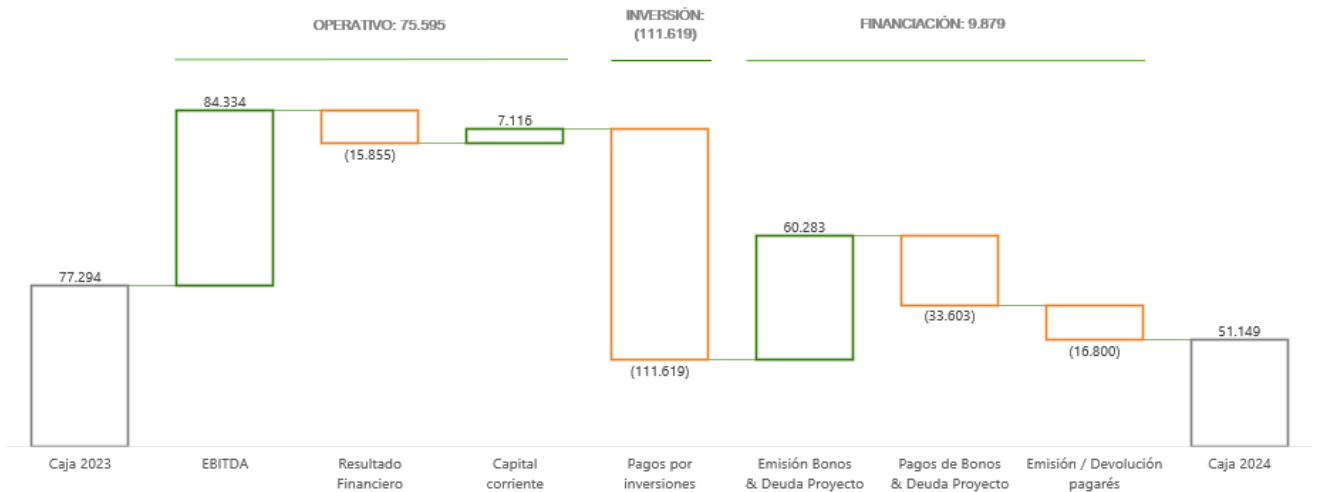 OPERATIVO: 75.595
INVERSIÓN:
(111.619)
FINANCIACIÓN: 9.879
84.334
(15.855)
7.116
77.294
(111.619)
60.283
(33.603)
(16.800)
51.149
Caja 2023
EBITDA
Resultado
Financiero
Capital
corriente
Pagos por
inversiones
Emisión Bonos
& Deuda Proyecto
Pagos de Bonos
& Deuda Proyecto
Emisión / Devolución
pagarés
Caja 2024